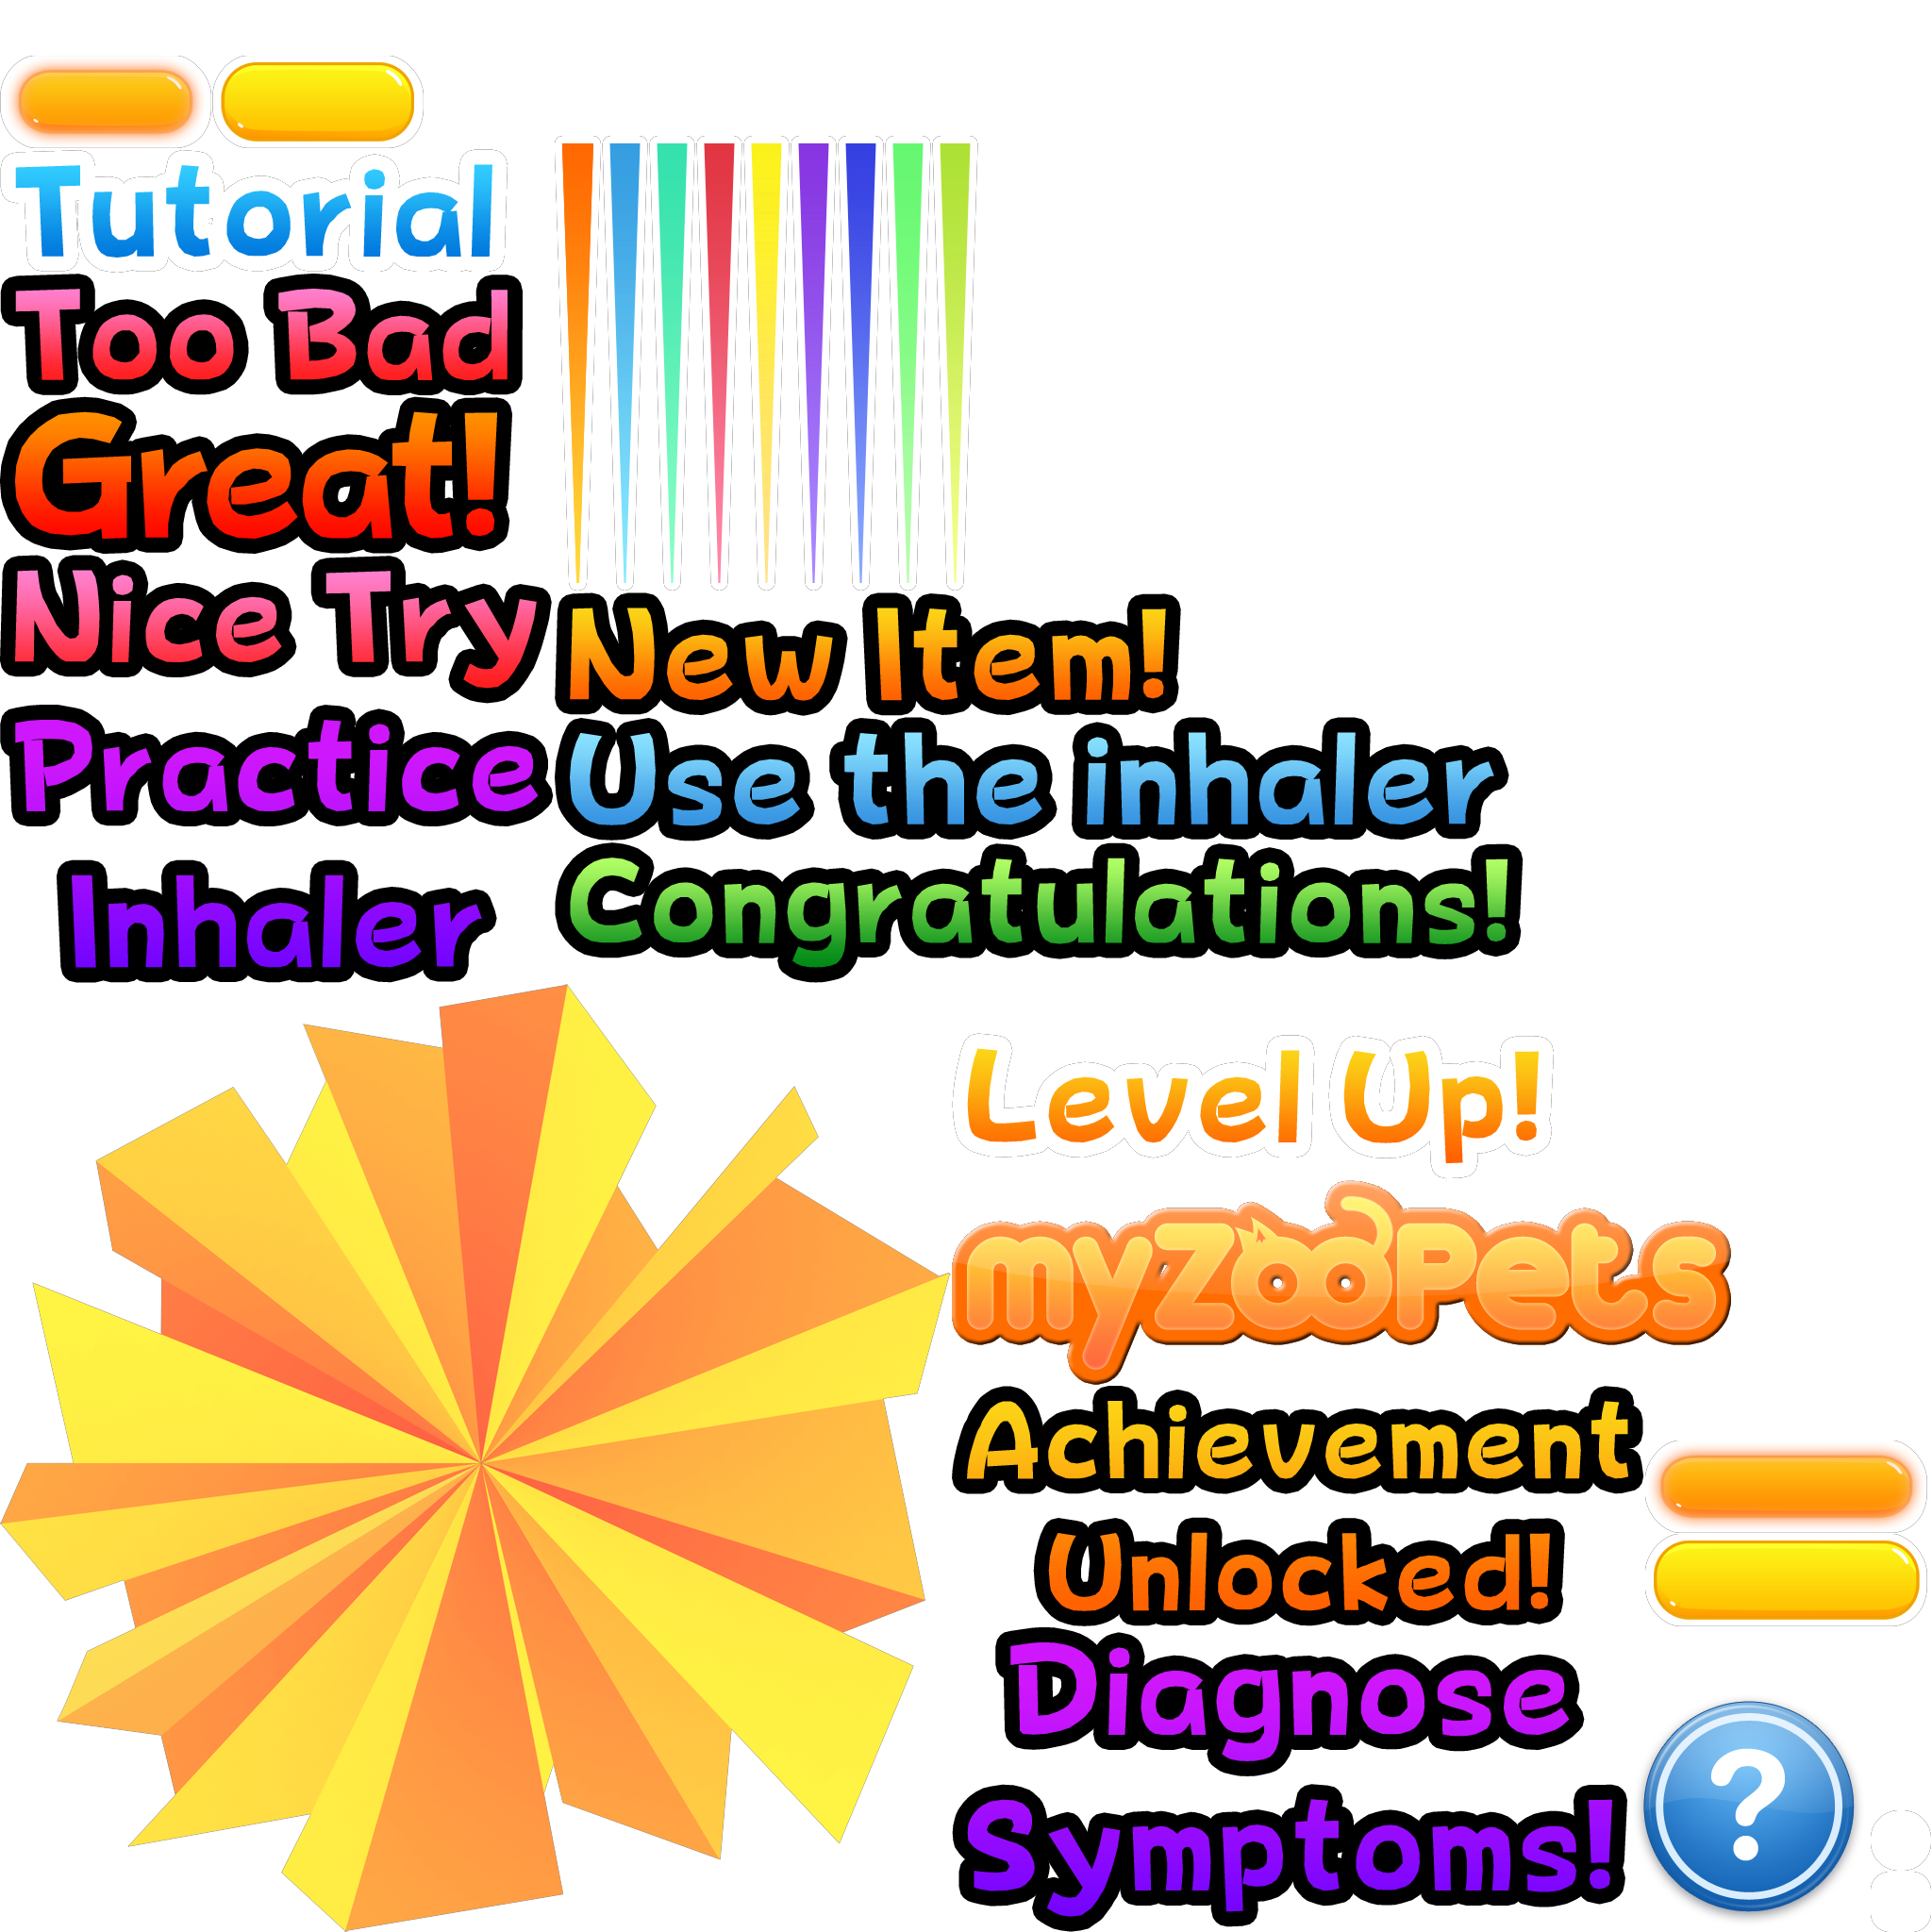 Tutorial
Too Bad
Great!
Nice Try
New Item!
Practice
Use the inhaler
Inhaler
Congratulations!
Level Up!
myZooPets
Achievement
Unlocked!
Diagnose
Symptoms!
?